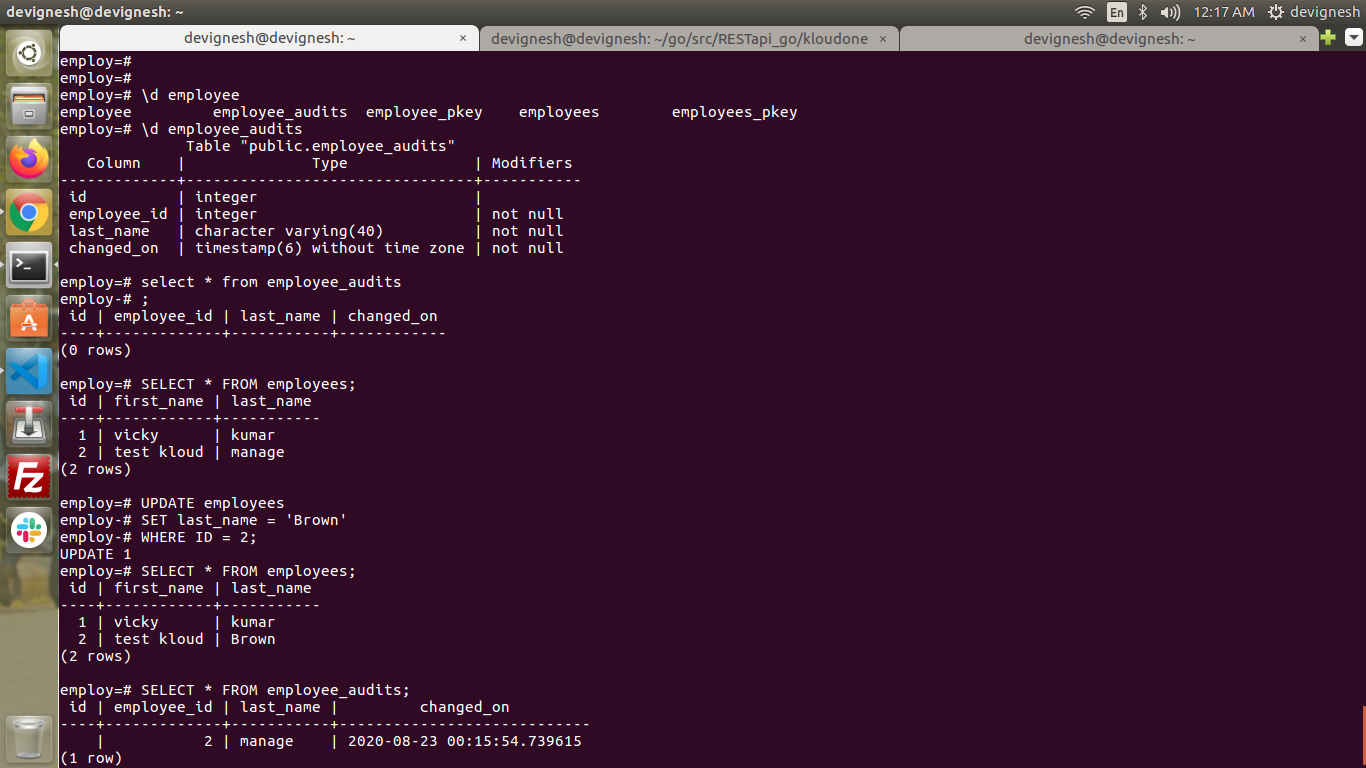 devignesh@devignesh: ~
En
12:17 AM
devignesh
devignesh@devignesh: ~ ×
devignesh@devignesh: ~/go/src/RESTapi_go/kloudone ×
devignesh@devignesh: ~ ×
employ=#
employ=#
employ=# \d employee
employee         employee_audits  employee_pkey    employees        employees_pkey
employ=# \d employee_audits
              Table "public.employee_audits"
   Column    |              Type              | Modifiers
-------------+--------------------------------+-----------
 id          | integer                        |
 employee_id | integer                        | not null
 last_name   | character varying(40)          | not null
 changed_on  | timestamp(6) without time zone | not null
employ=# select * from employee_audits
employ-# ;
 id | employee_id | last_name | changed_on
----+-------------+-----------+------------
(0 rows)
employ=# SELECT * FROM employees;
 id | first_name | last_name
----+------------+-----------
  1 | vicky      | kumar
  2 | test kloud | manage
(2 rows)
employ=# UPDATE employees
employ-# SET last_name = 'Brown'
employ-# WHERE ID = 2;
UPDATE 1
employ=# SELECT * FROM employees;
 id | first_name | last_name
----+------------+-----------
  1 | vicky      | kumar
  2 | test kloud | Brown
(2 rows)
employ=# SELECT * FROM employee_audits;
 id | employee_id | last_name |         changed_on
----+-------------+-----------+----------------------------
    |           2 | manage    | 2020-08-23 00:15:54.739615
(1 row)
>_
A
Fz